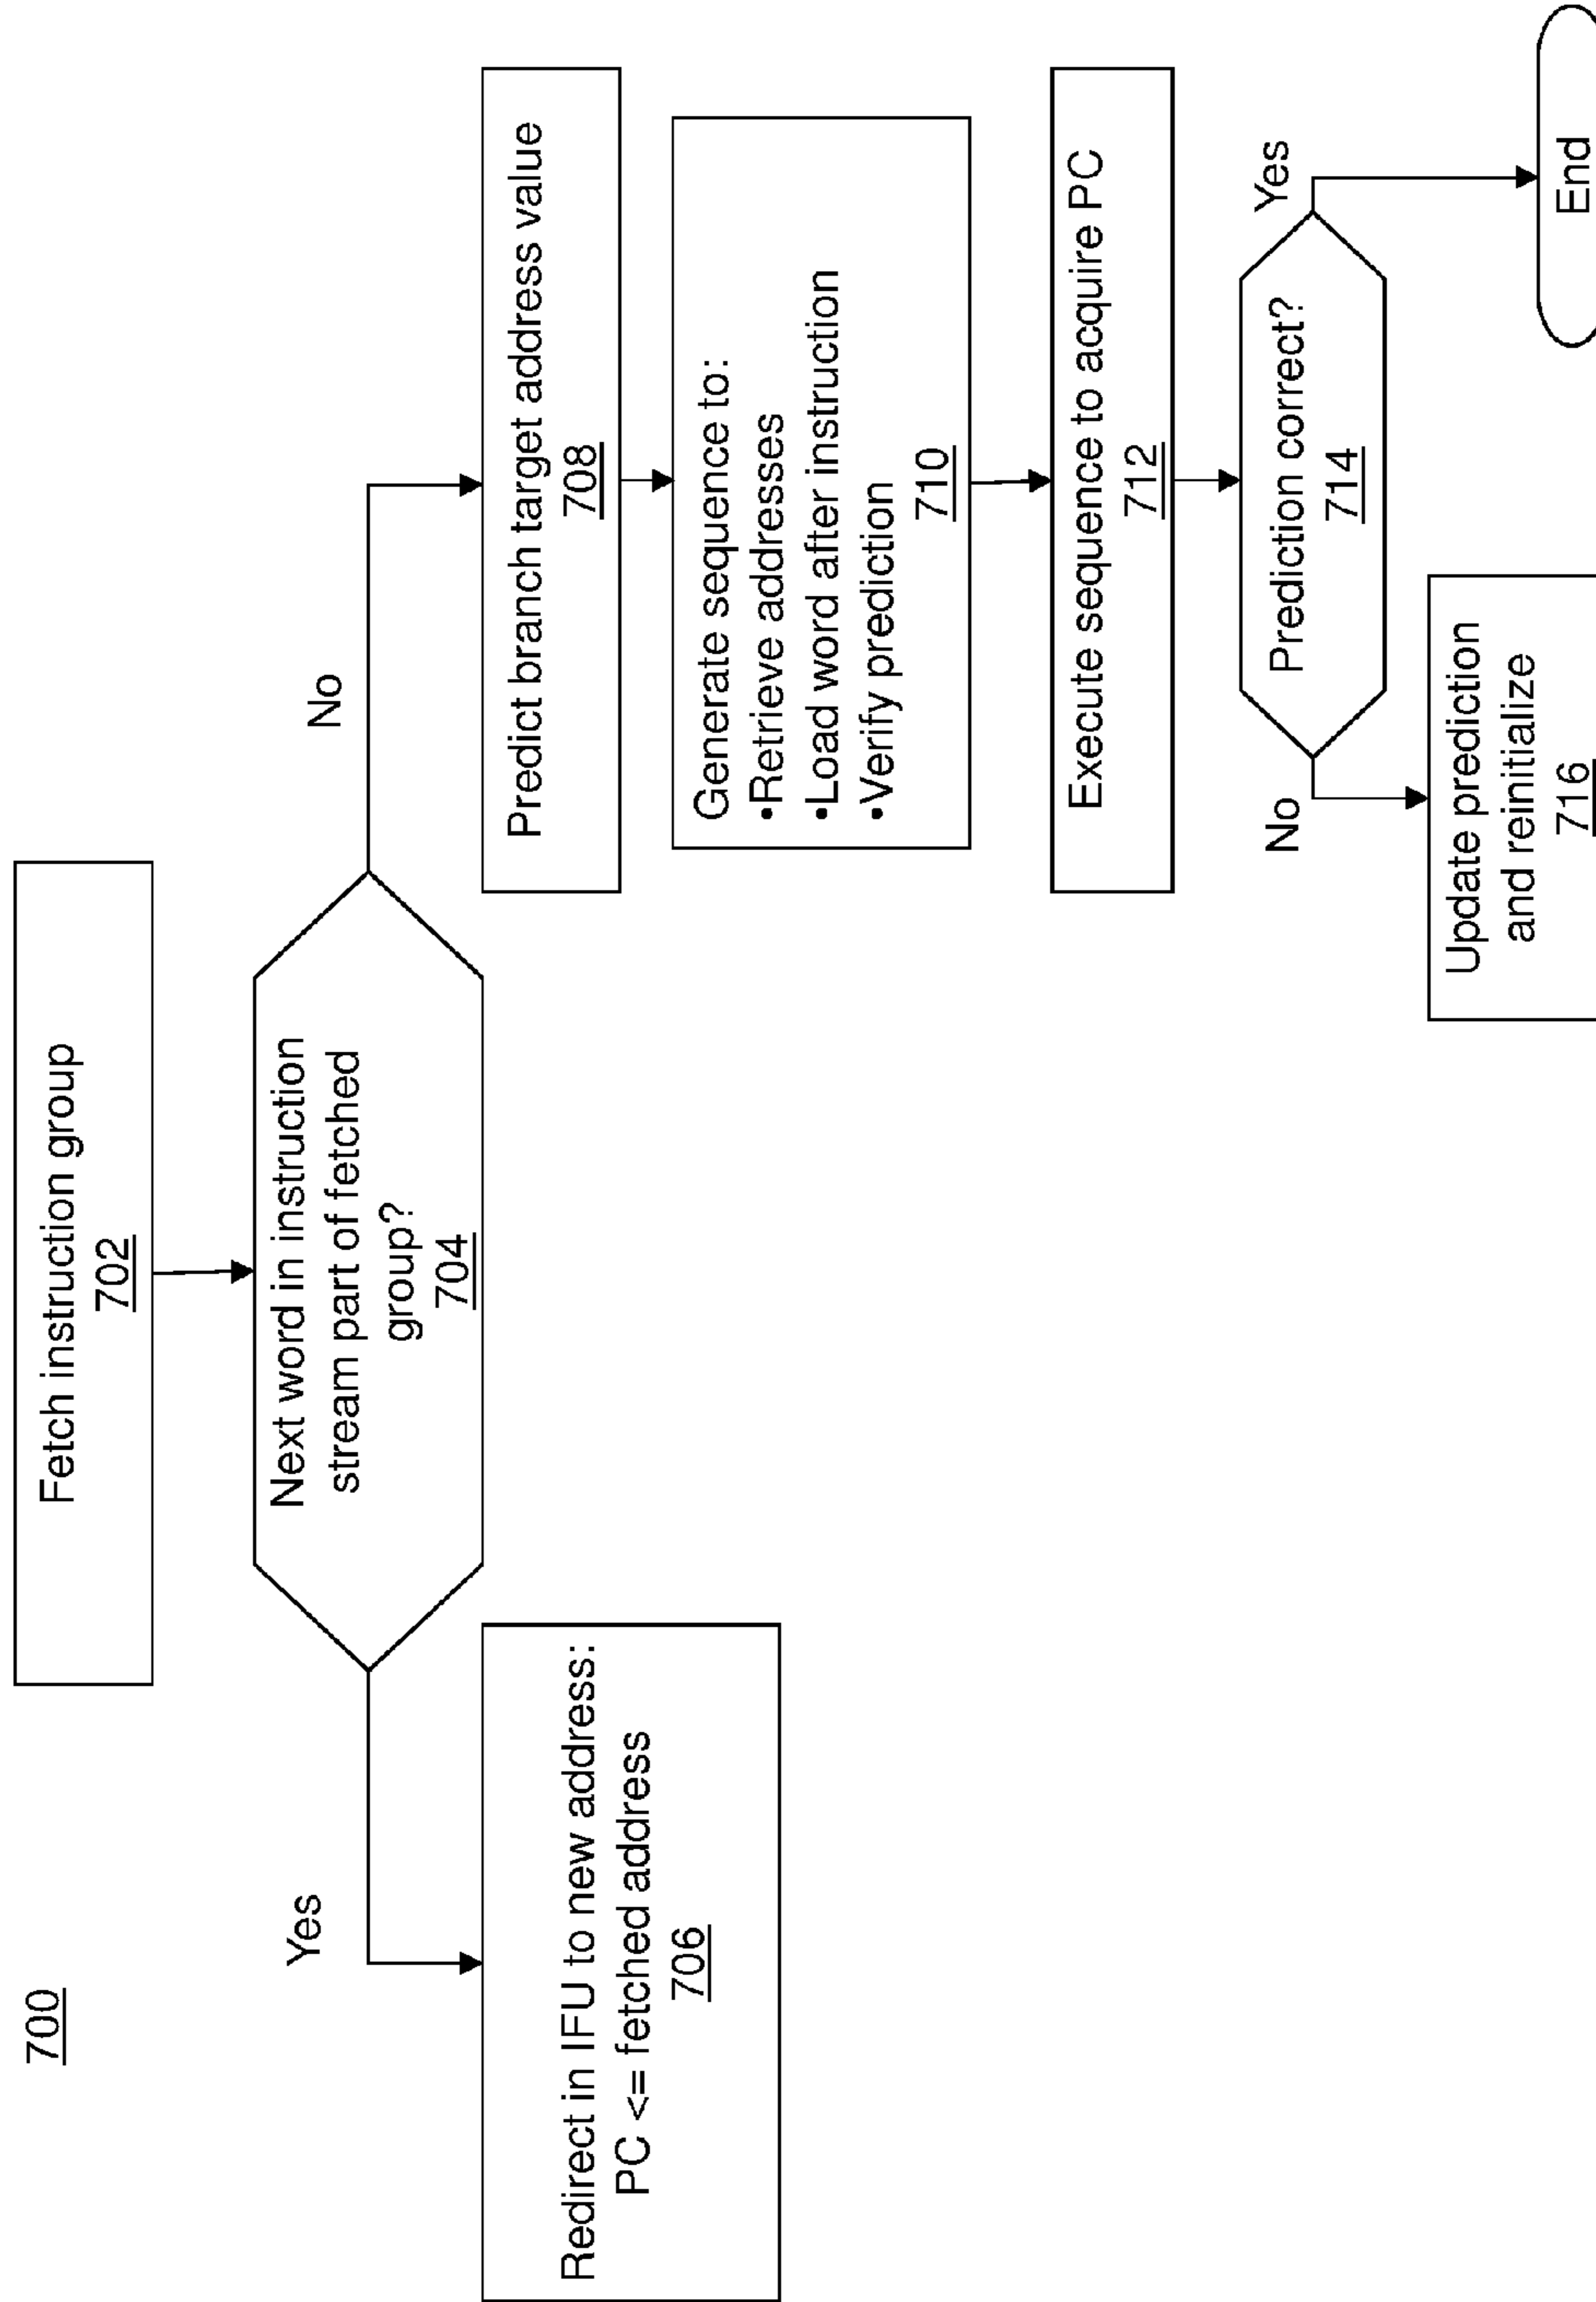 700
Fetch instruction group
702
Next word in instruction
stream part of fetched
group?
704
Yes
No
Redirect in IFU to new address:
PC <= fetched address
706
Predict branch target address value
708
Generate sequence to:
•Retrieve addresses
•Load word after instruction
•Verify prediction
710
Execute sequence to acquire PC
712
Prediction correct?
714
No
Yes
Update prediction
and reinitialize
716
End